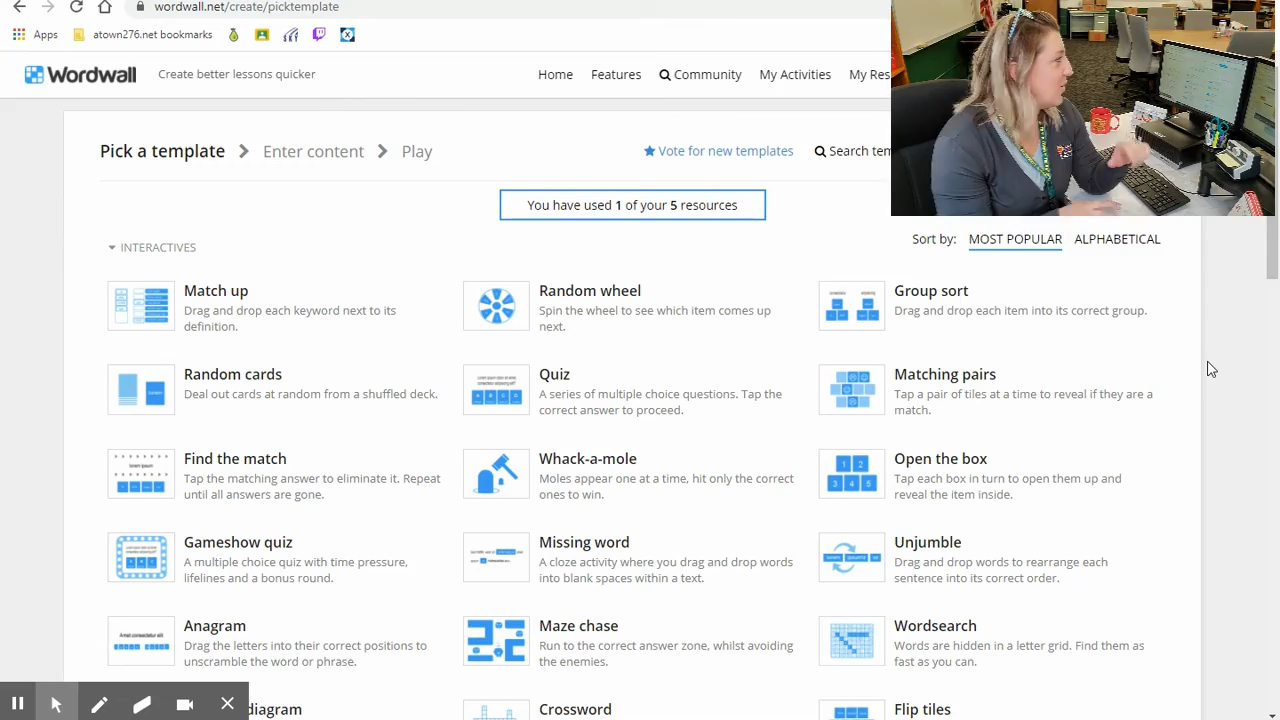 wordwall.net/create/picktemplate
Apps atown276.net bookmarks
Wordwall Create better lessons quicker Home Features Community My Activities My Res
Pick a template Enter content Play Vote for new templates Search tem
You have used 1 of your 5 resources
INTERACTIVES Sort by: MOST POPULAR ALPHABETICAL
Match up
Drag and drop each keyword next to its
definition.
Random wheel
Spin the wheel to see which item comes up
next.
Group sort
Drag and drop each item into its correct group.
Random cards
Deal out cards at random from a shuffled deck.
Quiz
A series of multiple choice questions. Tap the
correct answer to proceed.
Matching pairs
Tap a pair of tiles at a time to reveal if they are a
match.
Find the match
Tap the matching answer to eliminate it. Repeat
until all answers are gone.
Whack-a-mole
Moles appear one at a time, hit only the correct
ones to win.
Open the box
Tap each box in turn to open them up and
reveal the item inside.
Gameshow quiz
A multiple choice quiz with time pressure,
lifelines and a bonus round.
Missing word
A cloze activity where you drag and drop words
into blank spaces within a text.
Unjumble
Drag and drop words to rearrange each
sentence into its correct order.
Anagram
Drag the letters into their correct positions to
unscramble the word or phrase.
Maze chase
Run to the correct answer zone, whilst avoiding
the enemies.
Wordsearch
Words are hidden in a letter grid. Find them as
fast as you can.
diagram
Crossword
Flip tiles